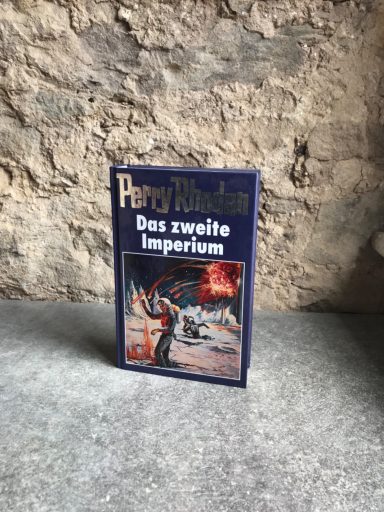 Perry Rhodan
Das zweite
Imperium